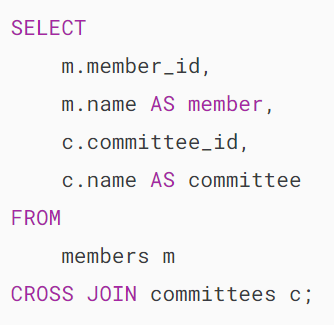 SELECT
    m.member_id,
    m.name AS member,
    c.committee_id,
    c.name AS committee
FROM
    members m
CROSS JOIN committees c;